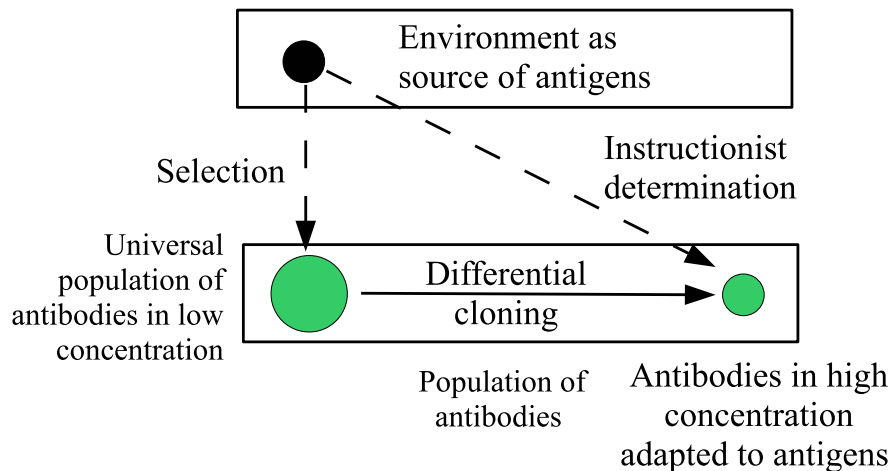 Environment as
source of antigens
Selection
Instructionist
determination
Universal
population of
antibodies in low
concentration
Differential
cloning
Population of
antibodies
Antibodies in high
concentration
adapted to antigens